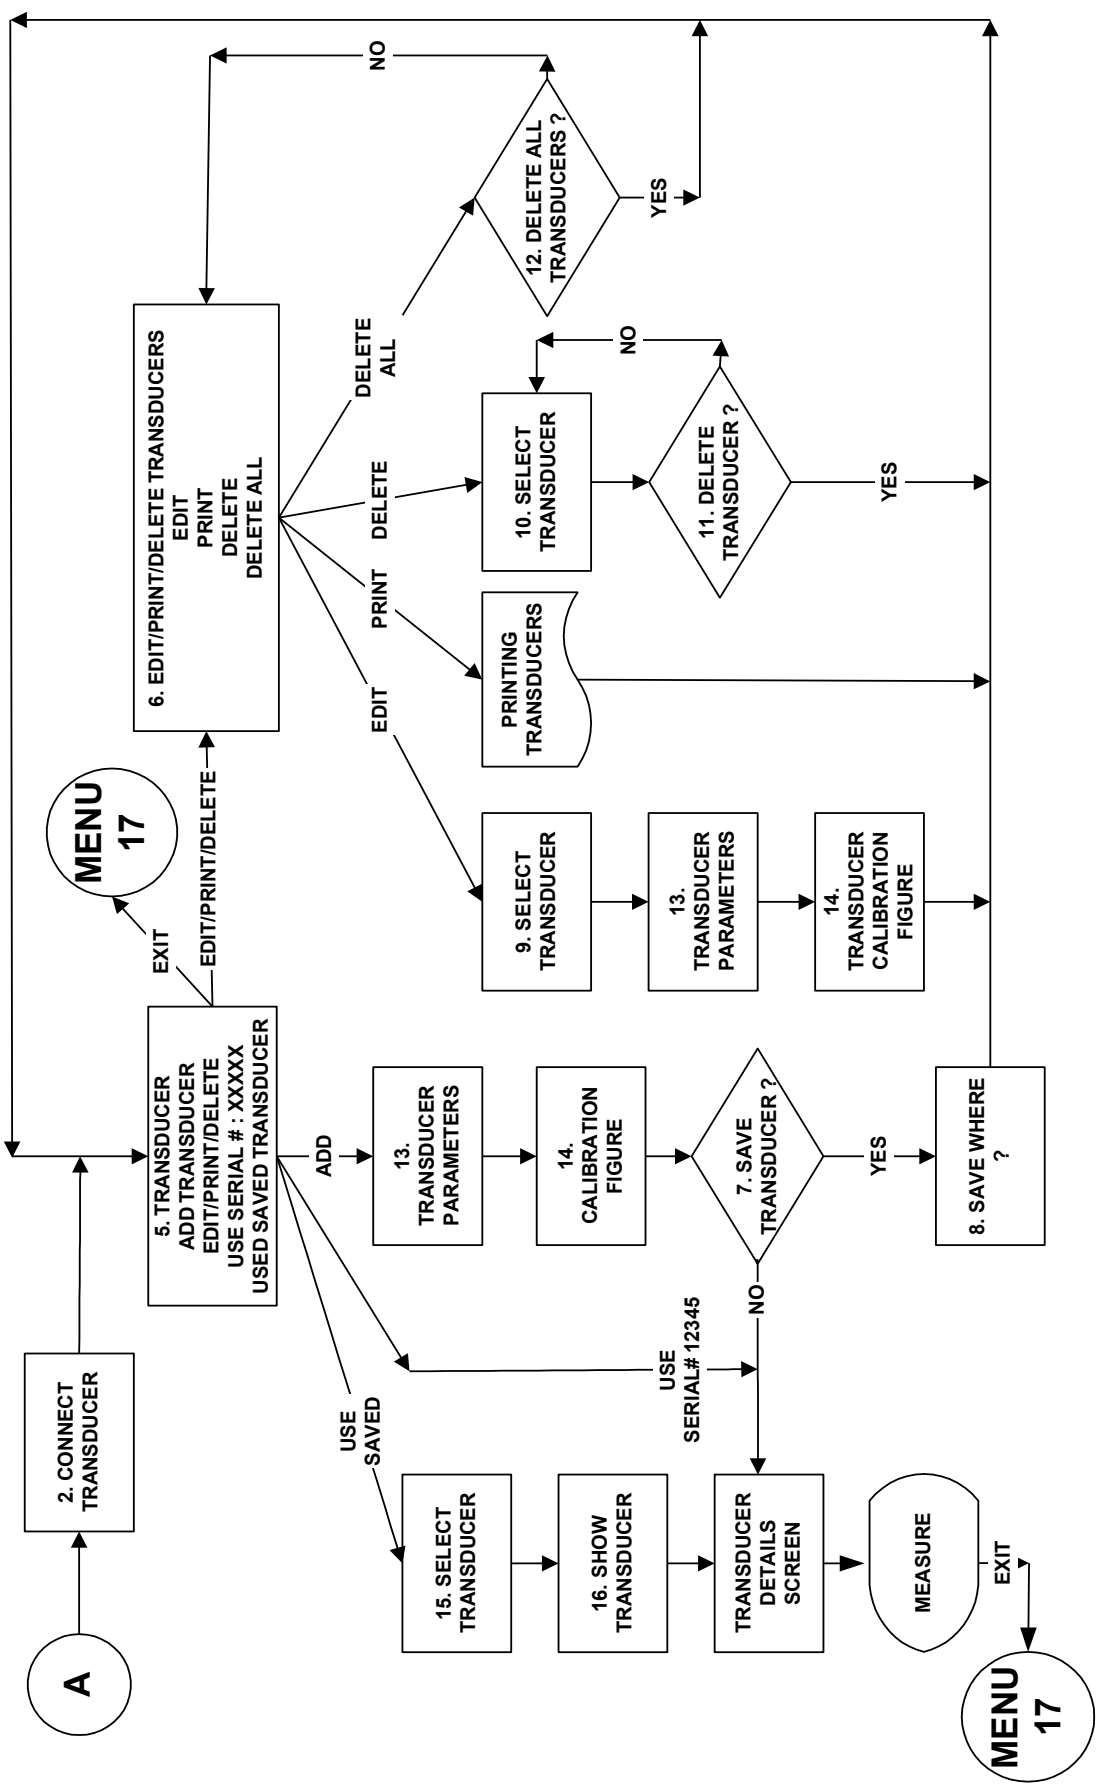 A
2. CONNECT
TRANSDUCER
5. TRANSDUCER
ADD TRANSDUCER
EDIT/PRINT/DELETE
USE SERIAL # : XXXXX
USED SAVED TRANSDUCER
EXIT
MENU
17
EDIT/PRINT/DELETE
6. EDIT/PRINT/DELETE TRANSDUCERS
EDIT
PRINT
DELETE
DELETE ALL
NO
USE
SAVED
ADD
EDIT
PRINT
DELETE
DELETE
ALL
15. SELECT
TRANSDUCER
16. SHOW
TRANSDUCER
TRANSDUCER
DETAILS
SCREEN
MEASURE
EXIT
MENU
17
USE
SERIAL# 12345
13.
TRANSDUCER
PARAMETERS
14.
CALIBRATION
FIGURE
7. SAVE
TRANSDUCER ?
NO
YES
8. SAVE WHERE
?
9. SELECT
TRANSDUCER
13.
TRANSDUCER
PARAMETERS
14.
TRANSDUCER
CALIBRATION
FIGURE
PRINTING
TRANSDUCERS
10. SELECT
TRANSDUCER
NO
11. DELETE
TRANSDUCER ?
YES
12. DELETE ALL
TRANSDUCERS ?
YES